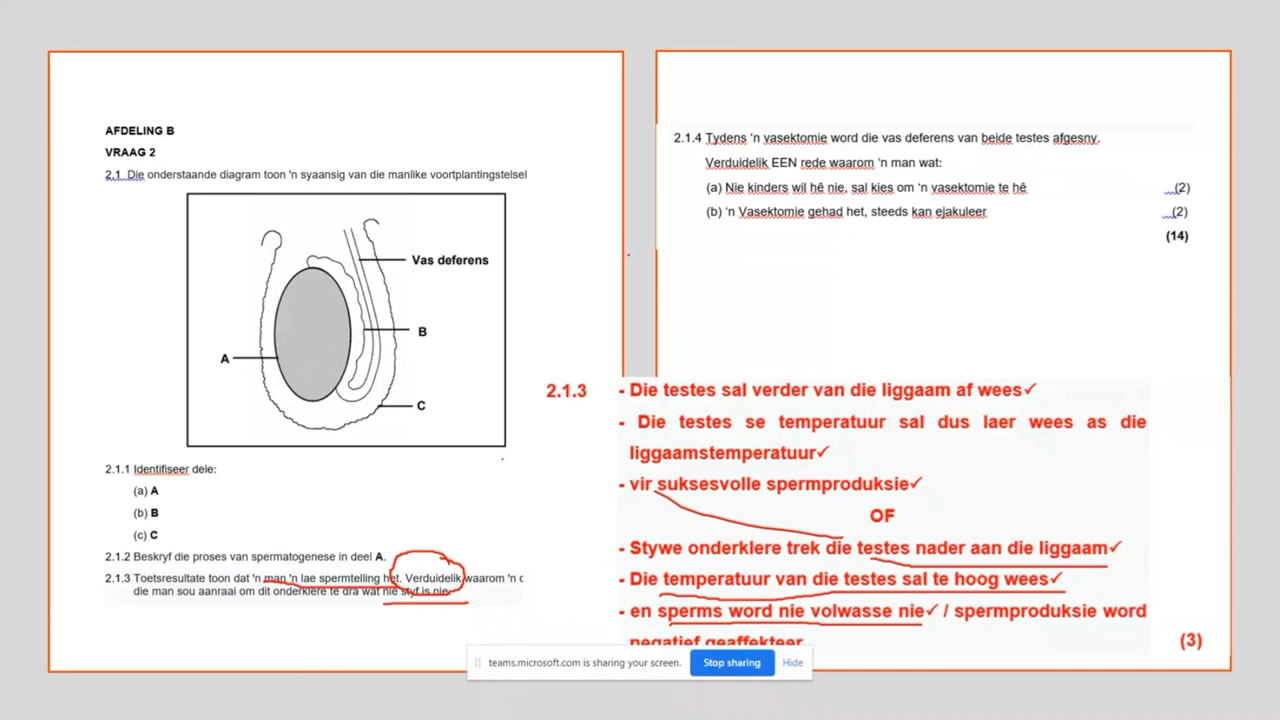 AFDELING B
VRAAG 2
2.1 Die onderstaande diagram toon 'n syaansig van die manlike voortplantingstelsel
Vas deferens
B
A
C
2.1.1 Identifiseer dele:
(a) A
(b) B
(c) C
2.1.2 Beskryf die proses van spermatogenese in deel A.
2.1.3 Toetsresultate toon dat 'n man 'n lae spermtelling het. Verduidelik waarom 'n
die man sou aanraai om dit onderklere te dra wat nie styf is nie.
2.1.4 Tydens 'n vasektomie word die vas deferens van beide testes afgesny.
Verduidelik EEN rede waarom 'n man wat:
(a) Nie kinders wil hê nie, sal kies om 'n vasektomie te hê (2)
(b) 'n Vasektomie gehad het, steeds kan ejakuleer (2)
(14)
2.1.3 - Die testes sal verder van die liggaam af wees✓
- Die testes se temperatuur sal dus laer wees as die
liggaamstemperatuur✓
- vir suksesvolle spermproduksie✓
OF
- Stywe onderklere trek die testes nader aan die liggaam✓
- Die temperatuur van die testes sal te hoog wees✓
- en sperms word nie volwasse nie✓ / spermproduksie word
negatief geaffekteer
(3)
teams.microsoft.com is sharing your screen. Stop sharing Hide